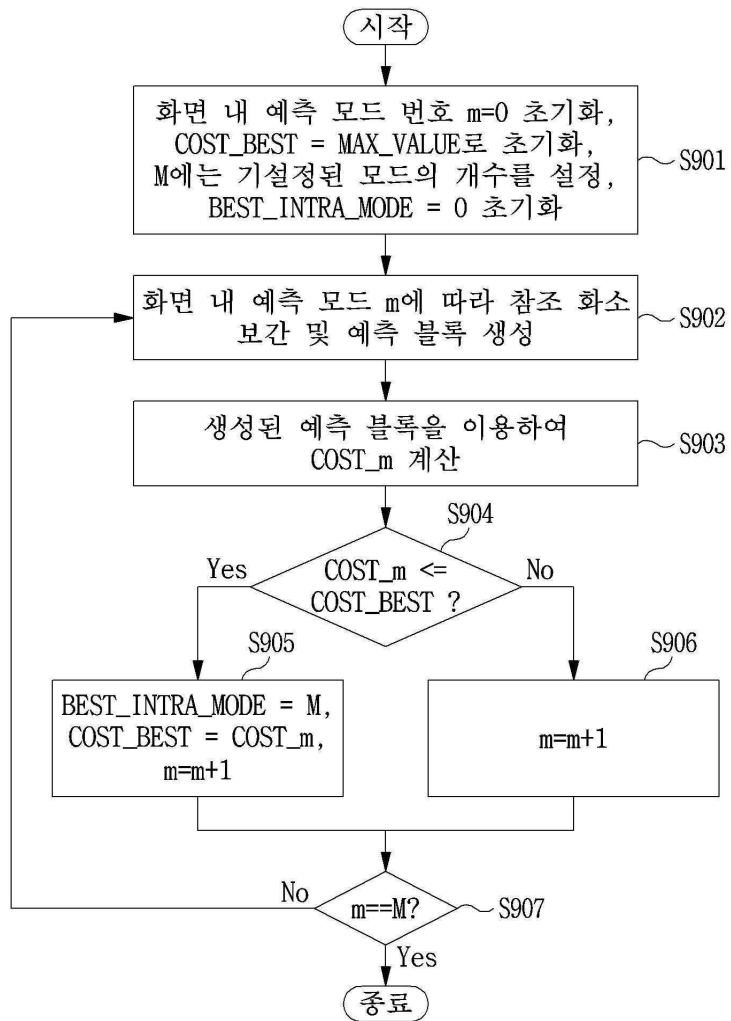 시작
화면 내 예측 모드 번호 m=0 초기화,
COST_BEST = MAX_VALUE로 초기화,
M에는 기설정된 모드의 개수를 설정,
BEST_INTRA_MODE = 0 초기화
S901
화면 내 예측 모드 m에 따라 참조 화소
보간 및 예측 블록 생성
S902
생성된 예측 블록을 이용하여
COST_m 계산
S903
S904
Yes
COST_m <=
COST_BEST ?
No
S905
BEST_INTRA_MODE = M,
COST_BEST = COST_m,
m=m+1
S906
m=m+1
No
m==M?
S907
Yes
종료